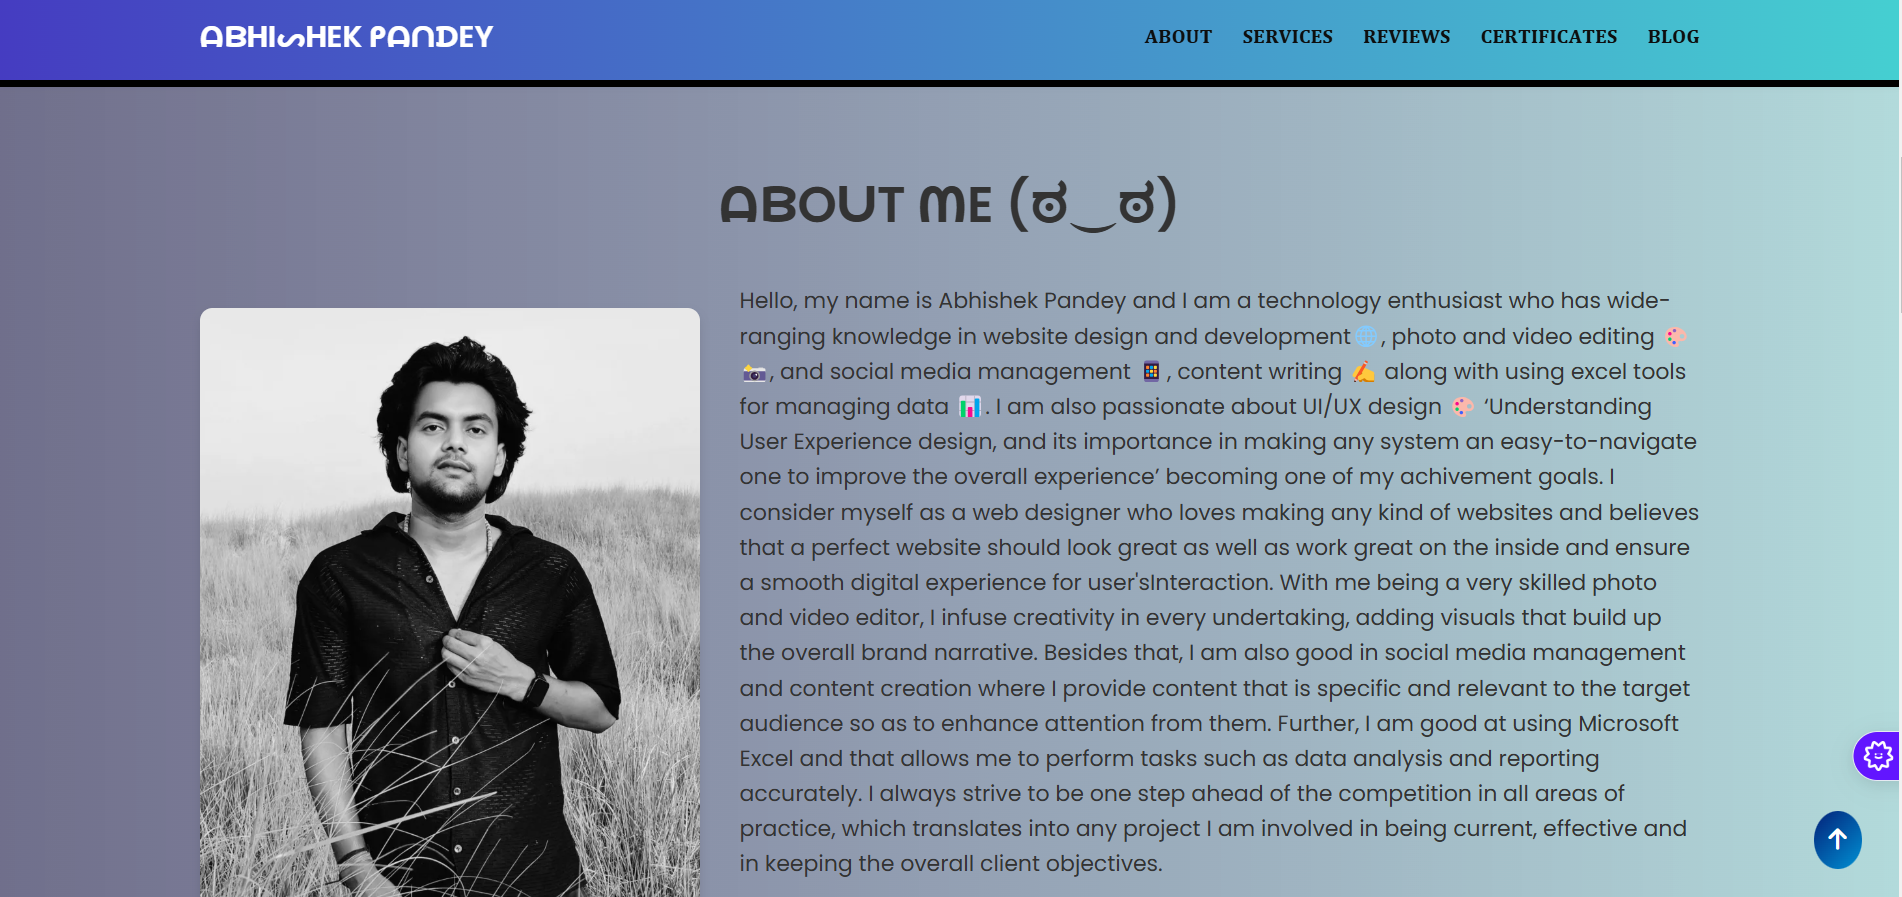 ABHISHEK PANDEY
ABOUT SERVICES REVIEWS CERTIFICATES BLOG
ABOUT ME (ಠ‿ಠ)
Hello, my name is Abhishek Pandey and I am a technology enthusiast who has wide-
ranging knowledge in website design and development🌐, photo and video editing 🎨
📸, and social media management 📱, content writing ✍️ along with using excel tools
for managing data 📊. I am also passionate about UI/UX design 🎨 ‘Understanding
User Experience design, and its importance in making any system an easy-to-navigate
one to improve the overall experience’ becoming one of my achivement goals. I
consider myself as a web designer who loves making any kind of websites and believes
that a perfect website should look great as well as work great on the inside and ensure
a smooth digital experience for user'sInteraction. With me being a very skilled photo
and video editor, I infuse creativity in every undertaking, adding visuals that build up
the overall brand narrative. Besides that, I am also good in social media management
and content creation where I provide content that is specific and relevant to the target
audience so as to enhance attention from them. Further, I am good at using Microsoft
Excel and that allows me to perform tasks such as data analysis and reporting
accurately. I always strive to be one step ahead of the competition in all areas of
practice, which translates into any project I am involved in being current, effective and
in keeping the overall client objectives.